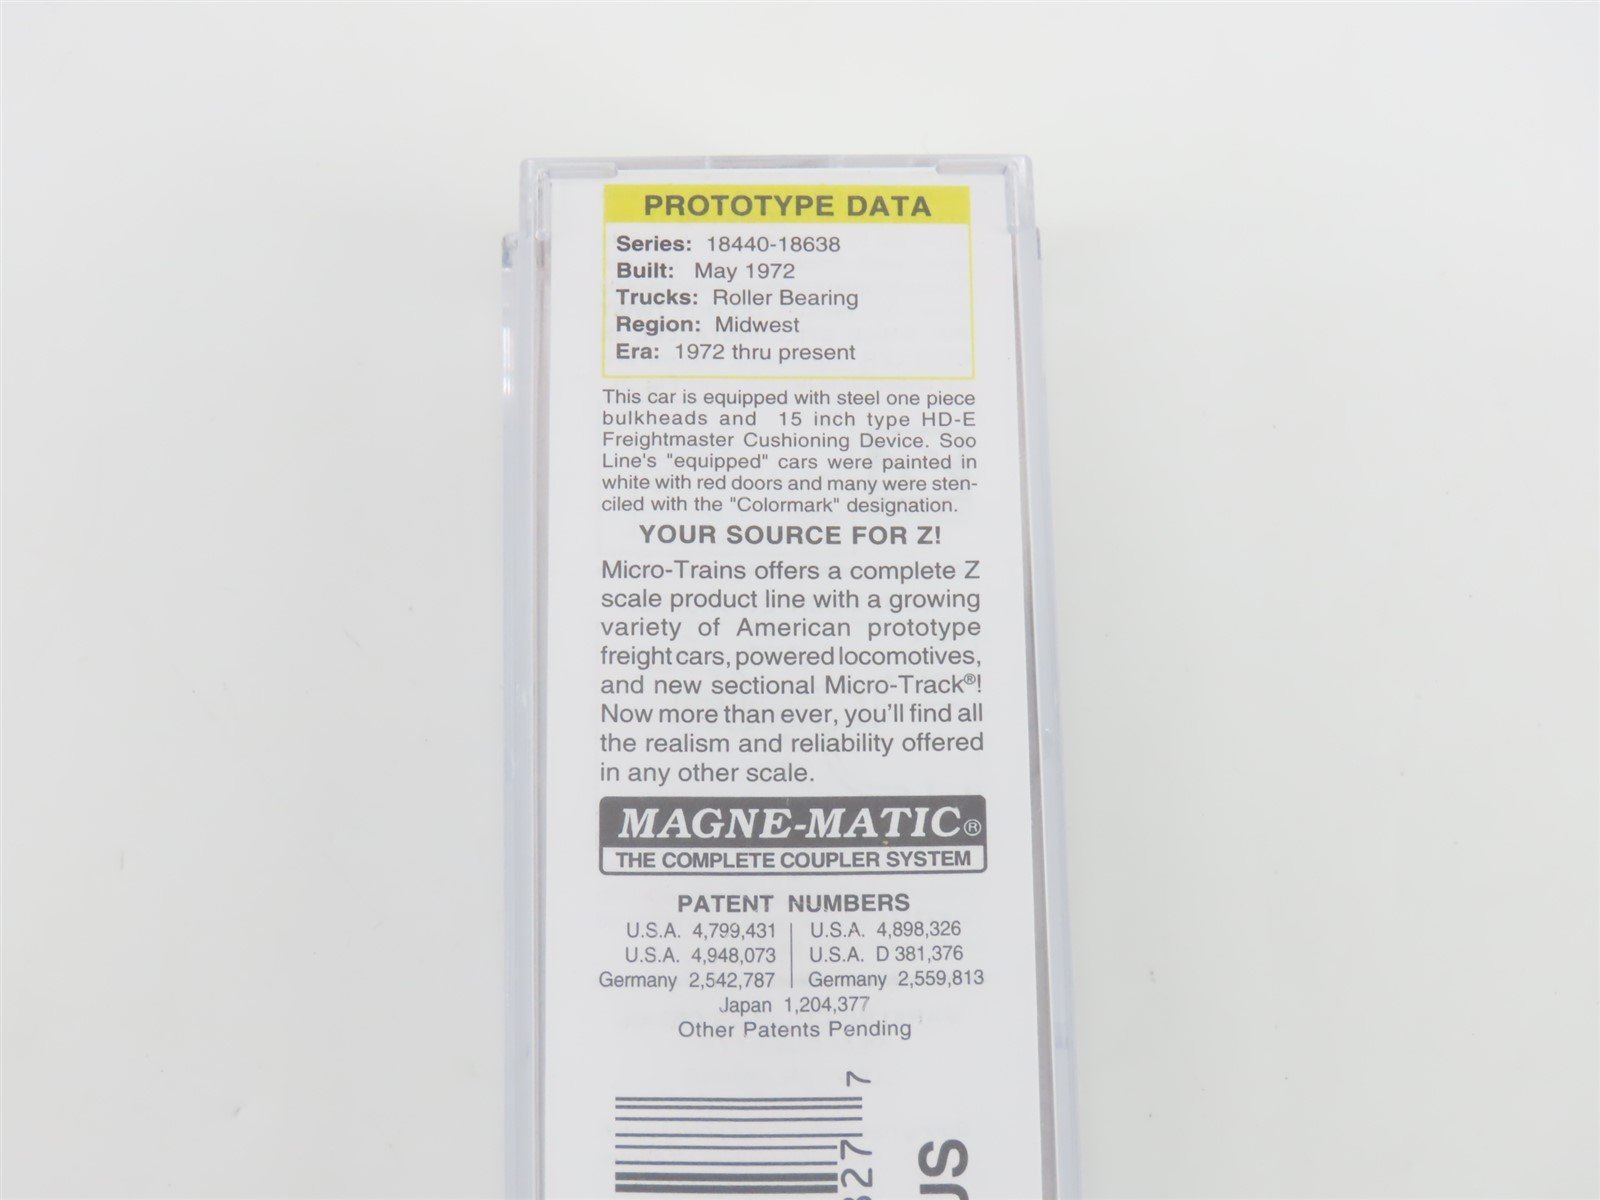 PROTOTYPE DATA
Series: 18440-18638
Built: May 1972
Trucks: Roller Bearing
Region: Midwest
Era: 1972 thru present
This car is equipped with steel one piece
bulkheads and 15 inch type HD-E
Freightmaster Cushioning Device. Soo
Line's "equipped" cars were painted in
white with red doors and many were sten-
ciled with the "Colormark" designation.
YOUR SOURCE FOR Z!
Micro-Trains offers a complete Z
scale product line with a growing
variety of American prototype
freight cars, powered locomotives,
and new sectional Micro-Track®!
Now more than ever, you'll find all
the realism and reliability offered
in any other scale.
MAGNE-MATIC®
THE COMPLETE COUPLER SYSTEM
PATENT NUMBERS
U.S.A. 4,799,431 | U.S.A. 4,898,326
U.S.A. 4,948,073 | U.S.A. D 381,376
Germany 2,542,787 | Germany 2,559,813
Japan 1,204,377
Other Patents Pending
7
327
US